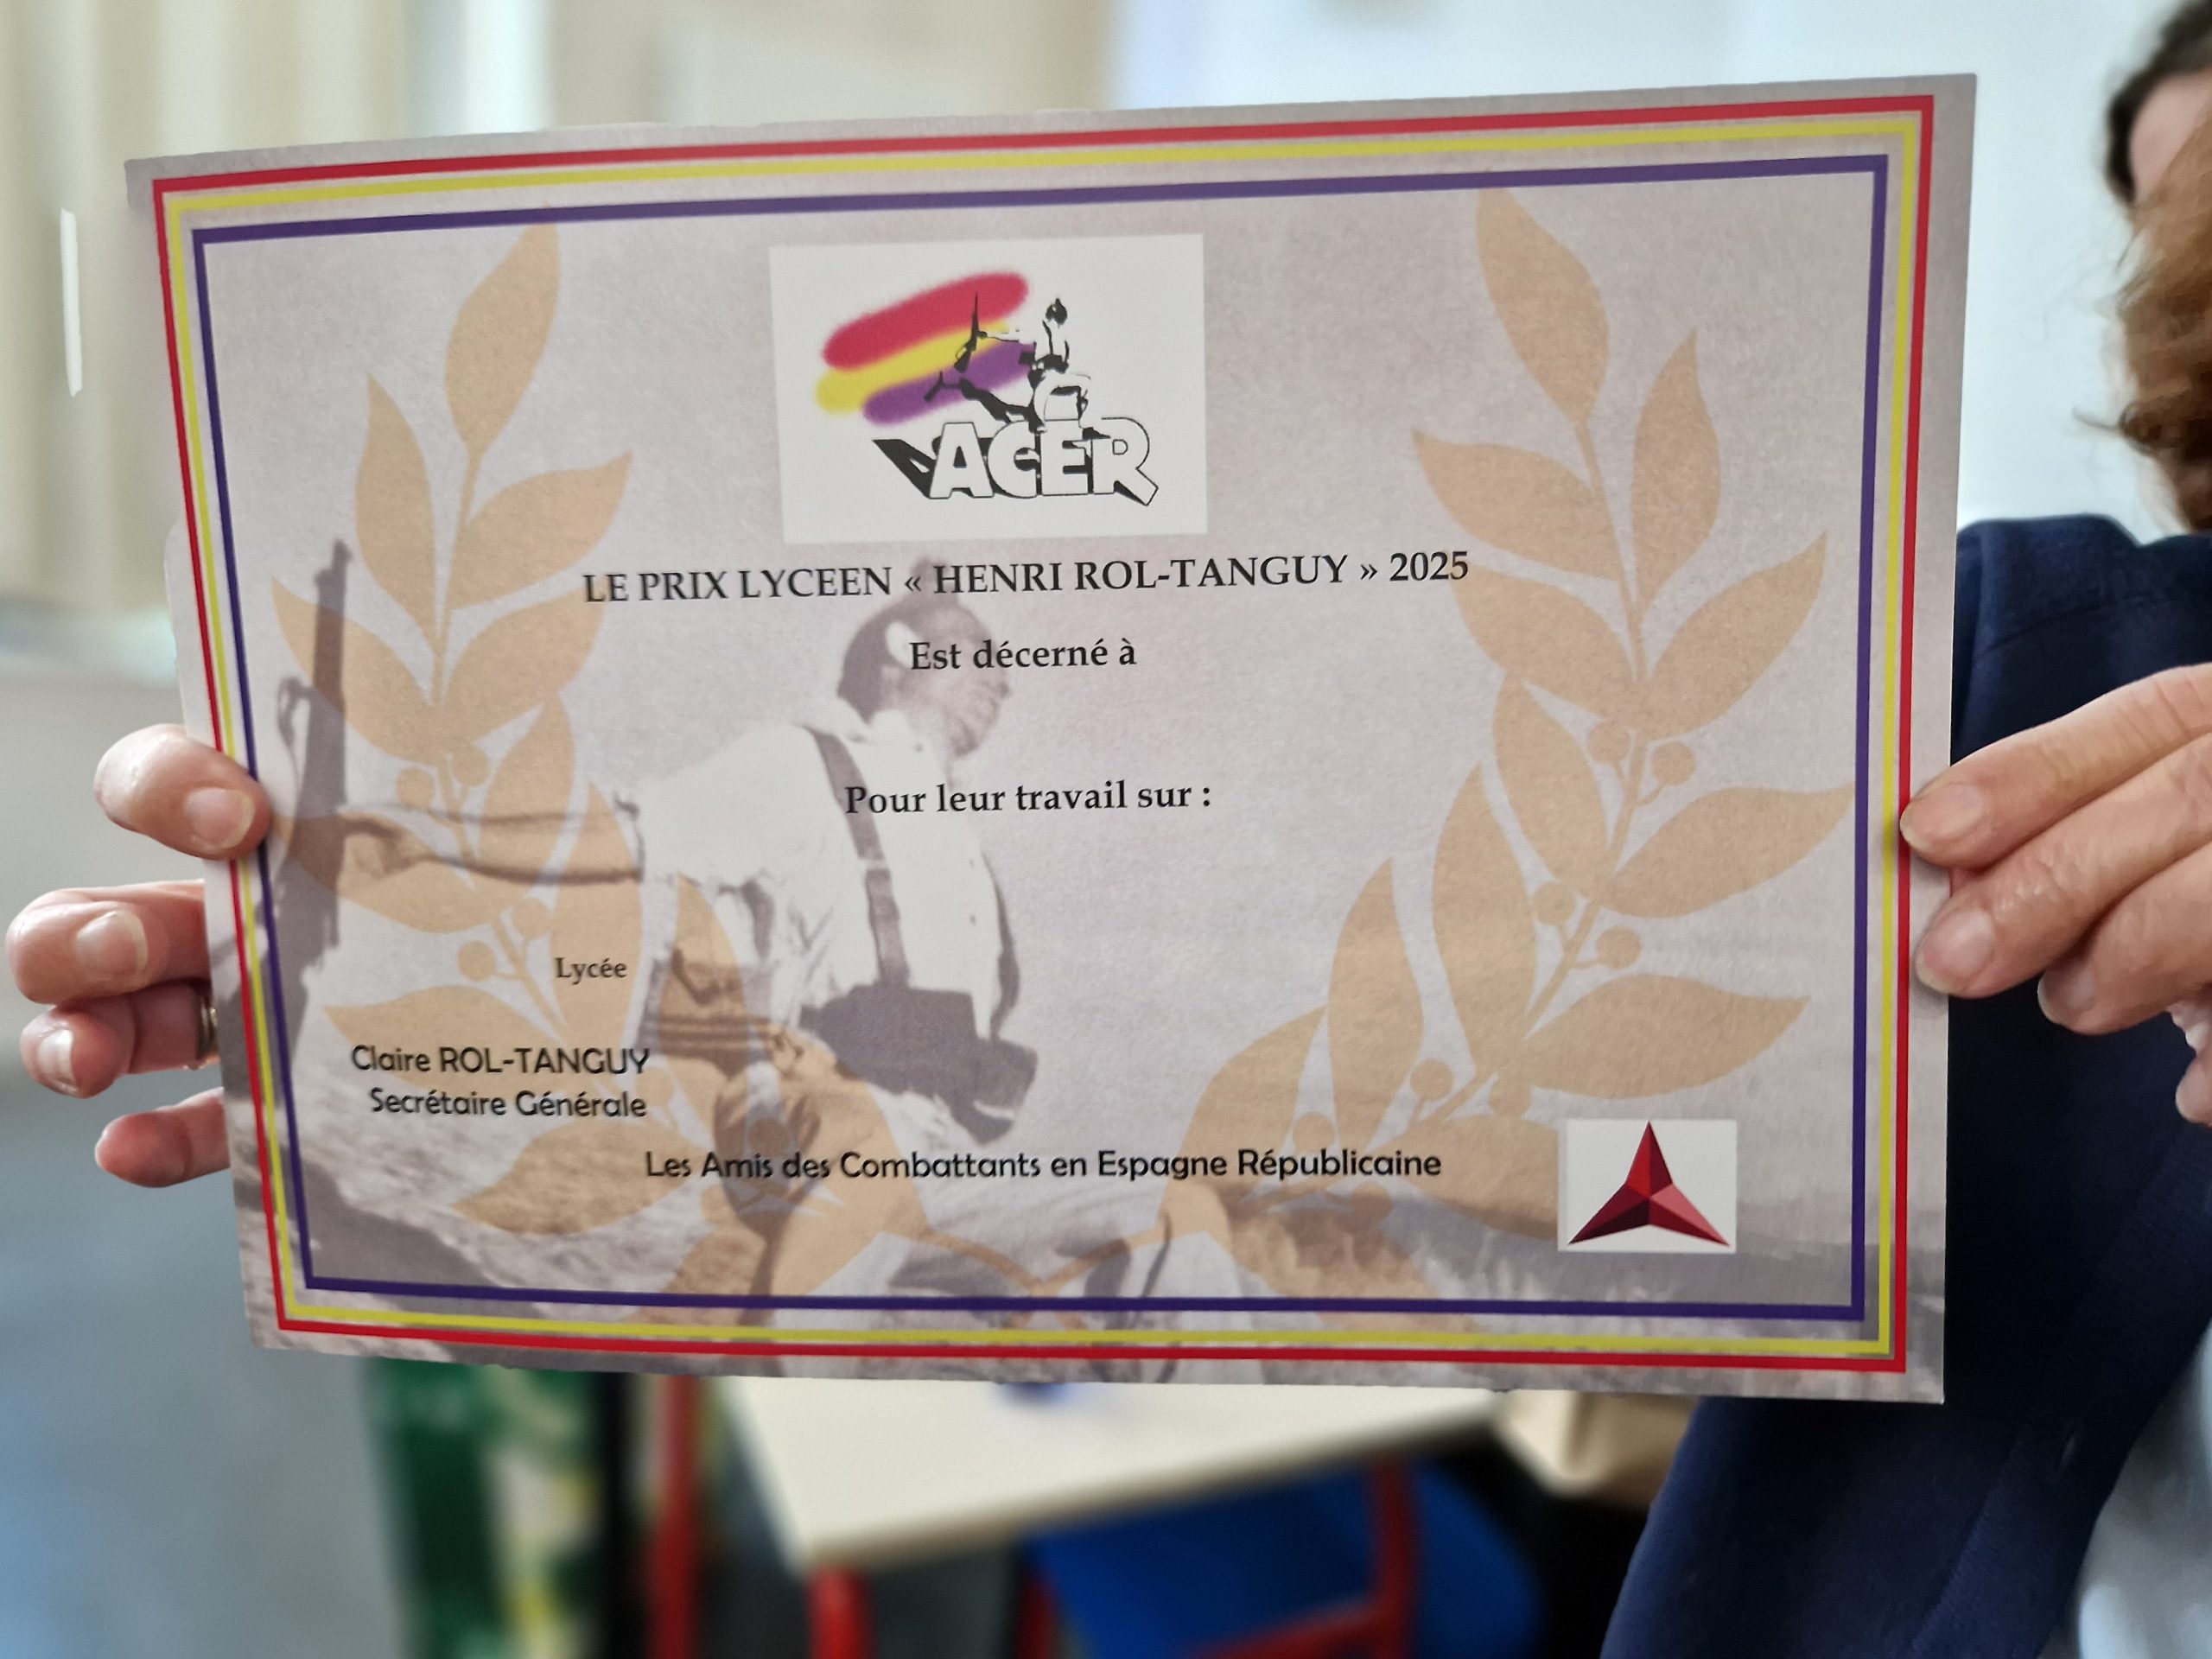 ACER
LE PRIX LYCEEN « HENRI ROL-TANGUY » 2025
Est décerné à
Pour leur travail sur :
Lycée
Claire ROL-TANGUY
Secrétaire Générale
Les Amis des Combattants en Espagne Républicaine